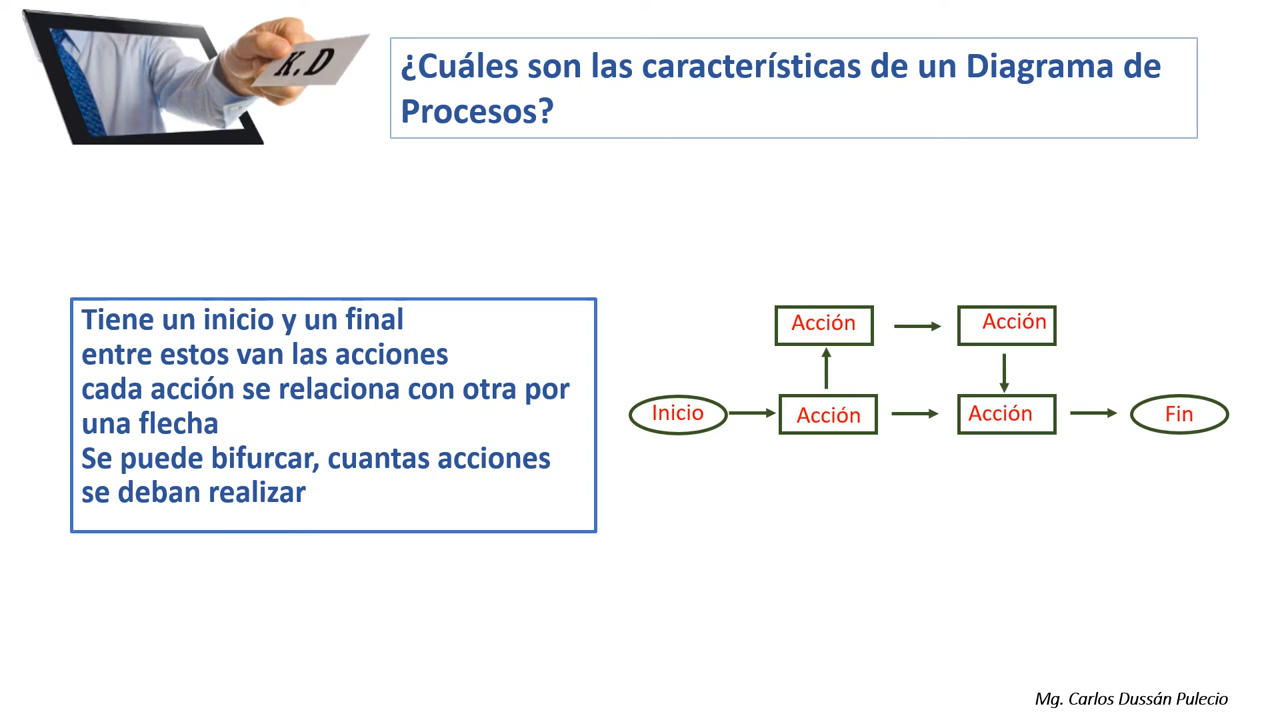 K.D
¿Cuáles son las características de un Diagrama de
Procesos?
Tiene un inicio y un final
entre estos van las acciones
cada acción se relaciona con otra por
una flecha
Se puede bifurcar, cuantas acciones
se deban realizar
Acción
Acción
Inicio
Acción
Acción
Fin
Mg. Carlos Dussán Pulecio